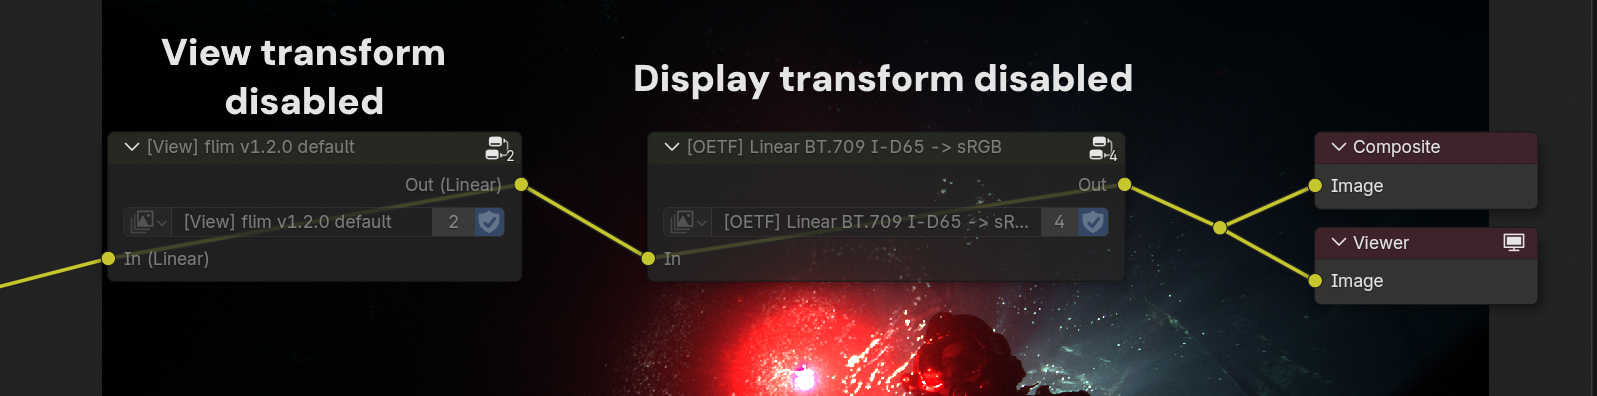 View transform
disabled
Display transform disabled
[View] flim v1.2.0 default
2
[OETF] Linear BT.709 I-D65 -> sRGB
4
Composite
Out (Linear)
Out
Image
[View] flim v1.2.0 default
2
[OETF] Linear BT.709 I-D65 -> sR...
4
Viewer
In (Linear)
In
Image